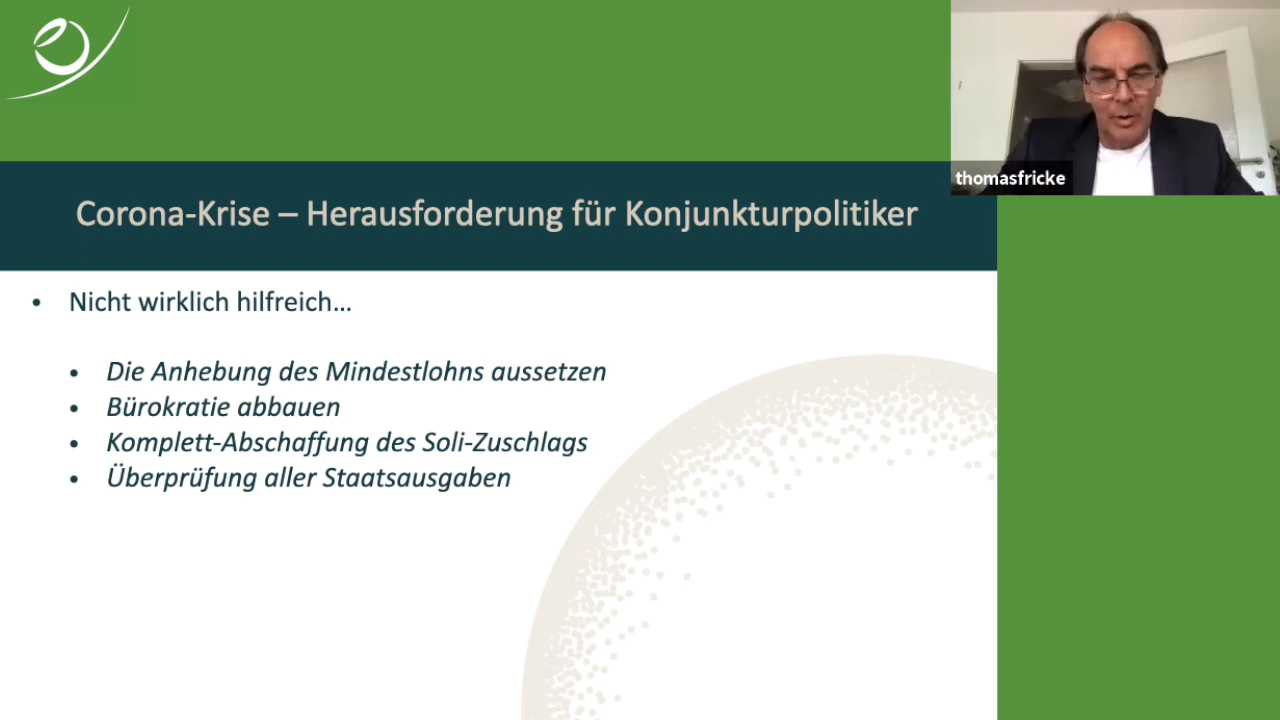 Corona-Krise – Herausforderung für Konjunkturpolitiker
• Nicht wirklich hilfreich…
• Die Anhebung des Mindestlohns aussetzen
• Bürokratie abbauen
• Komplett-Abschaffung des Soli-Zuschlags
• Überprüfung aller Staatsausgaben
thomasfricke